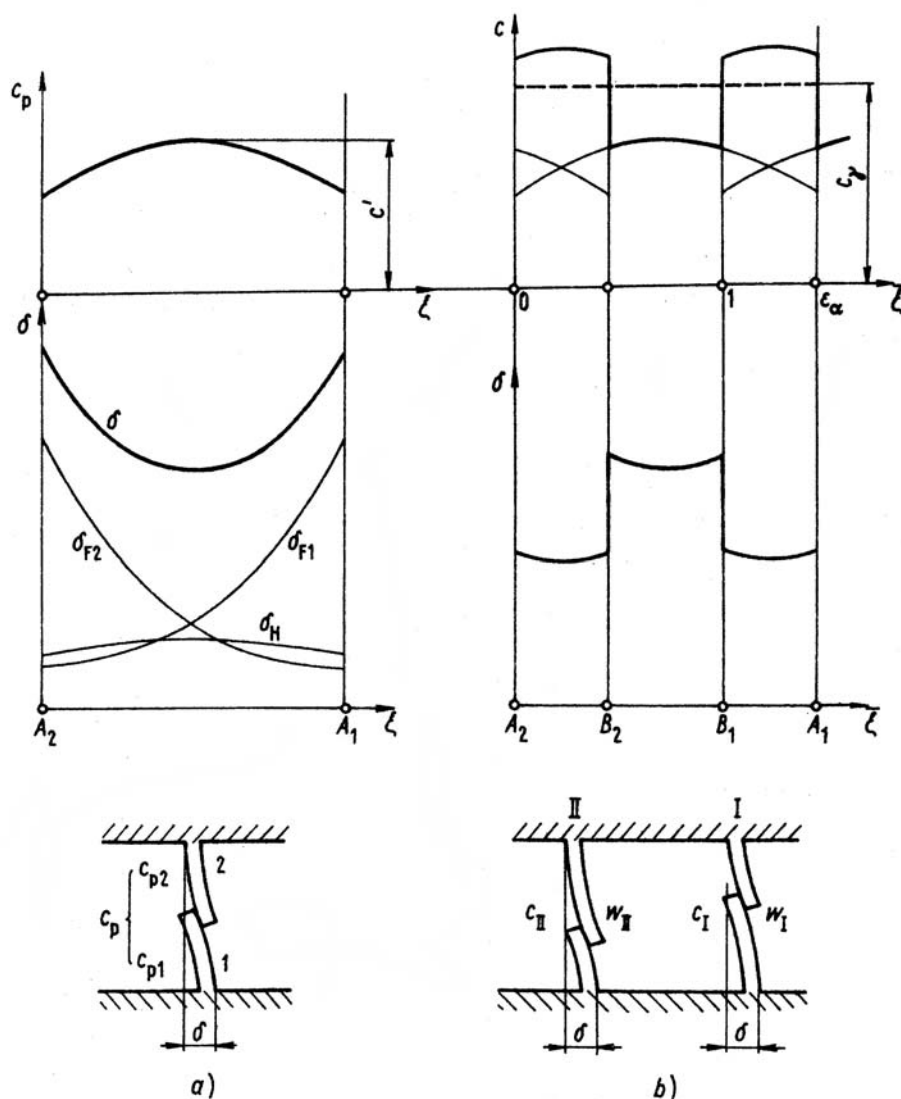 c
c_p
c'
c_γ
ξ
0
1
ε_α
ξ
δ
δ
δ
δ_F2
δ_F1
δ_H
A_2
A_1
ξ
A_2
B_2
B_1
A_1
ξ
II
I
c_p2
2
c_p
c_II
w_II
c_I
w_I
c_p1
1
δ
δ
δ
a)
b)